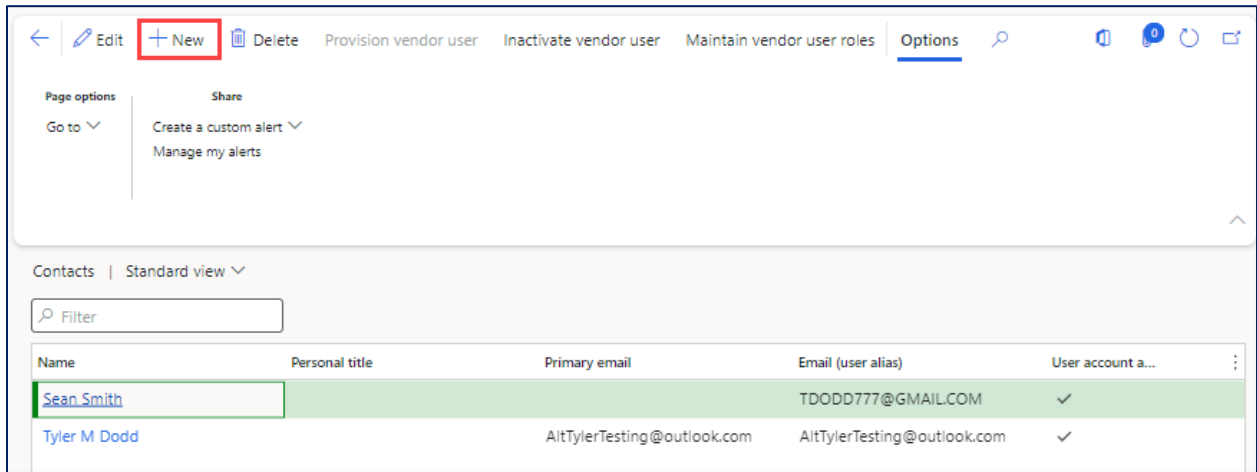 Edit New Delete Provision vendor user Inactivate vendor user Maintain vendor user roles Options 0
Page options Share
Go to Create a custom alert
Manage my alerts
Contacts | Standard view
Filter
Name Personal title Primary email Email (user alias) User account a...
Sean Smith TDODD777@GMAIL.COM
Tyler M Dodd AltTylerTesting@outlook.com AltTylerTesting@outlook.com